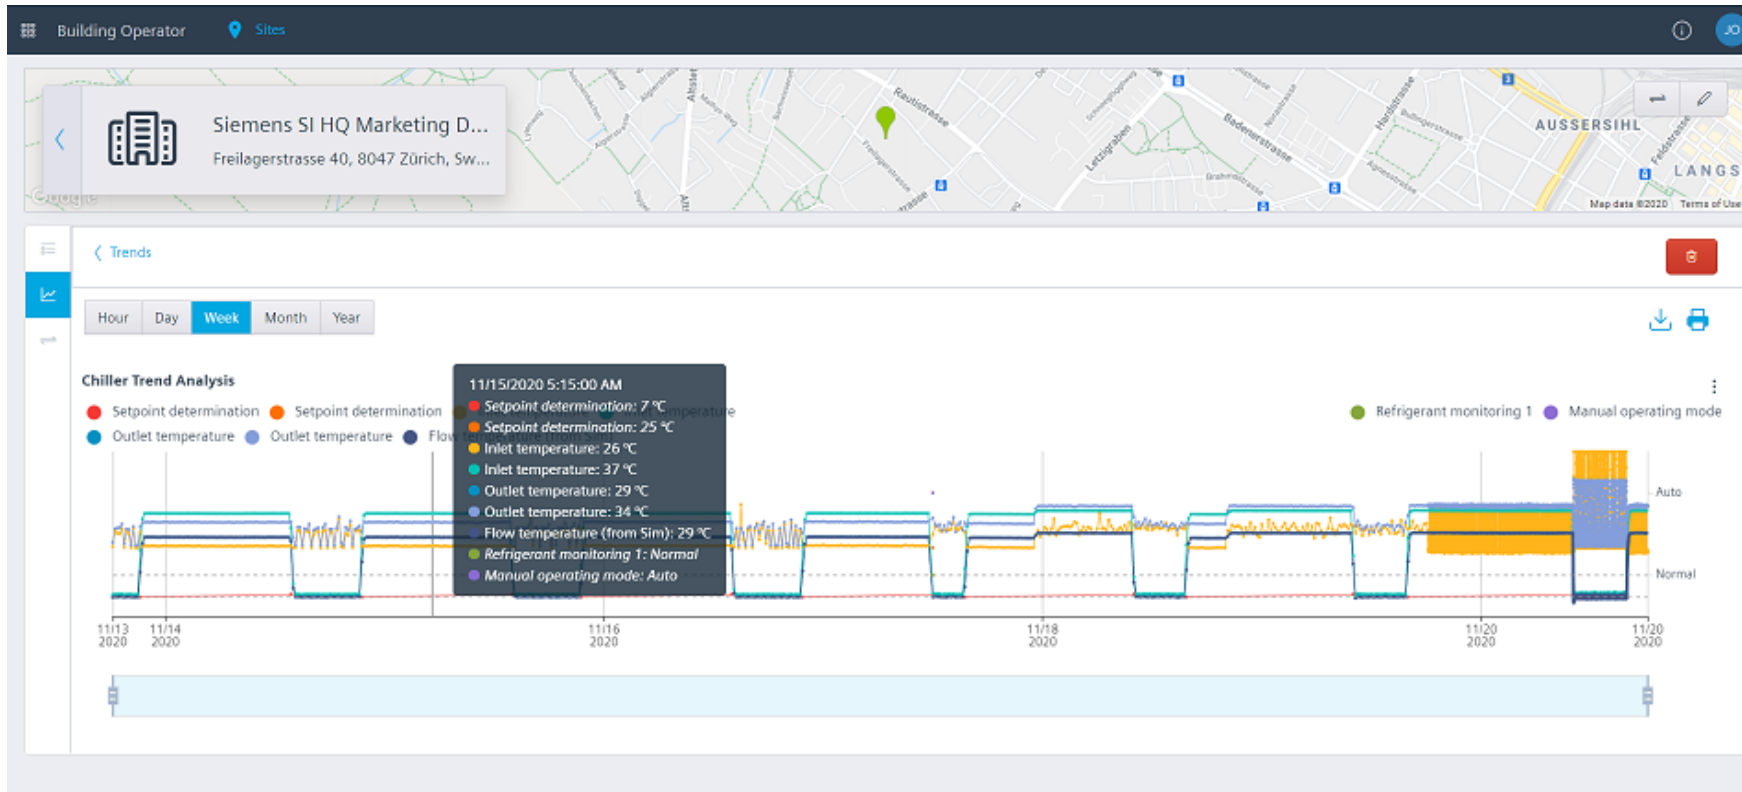 Building Operator
Sites
JO
Siemens SI HQ Marketing D...
Freilagerstrasse 40, 8047 Zürich, Sw...
Google
Rautistrasse
Freilagerstrasse
Letzigraben
Badenerstrasse
Hardstrasse
AUSSERSIHL
Feldstrasse
LANGS
Map data ©2020 Terms of Use
Trends
Hour Day Week Month Year
Chiller Trend Analysis
Setpoint determination Setpoint determination
Refrigerant monitoring 1 Manual operating mode
Outlet temperature Outlet temperature
11/15/2020 5:15:00 AM
Setpoint determination: 7 °C
Setpoint determination: 25 °C
Inlet temperature: 26 °C
Inlet temperature: 37 °C
Outlet temperature: 29 °C
Outlet temperature: 34 °C
Flow temperature (from Sim): 29 °C
Refrigerant monitoring 1: Normal
Manual operating mode: Auto
Auto
Normal
11/13 11/14 11/16 11/18 11/20 11/20
2020 2020 2020 2020 2020 2020